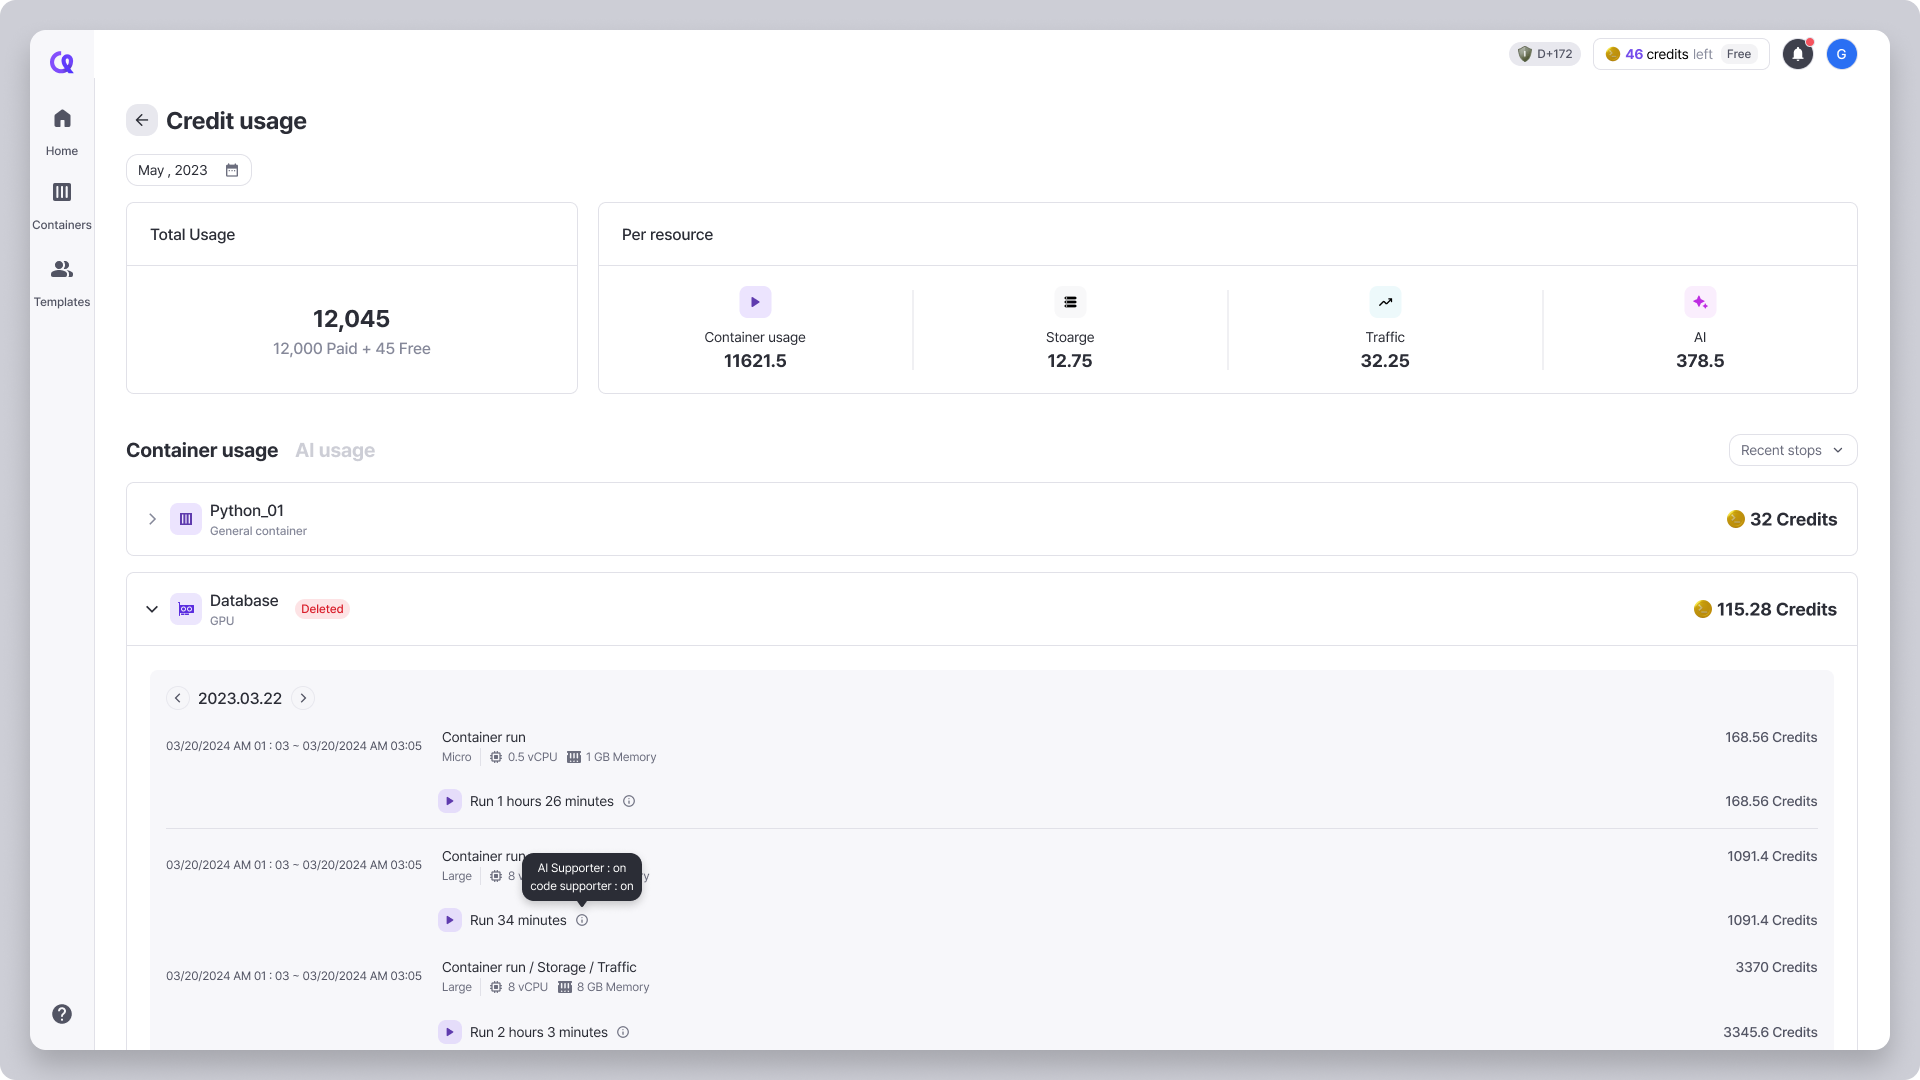 D+172
46 credits left Free
G
Home
Containers
Templates
Credit usage
May , 2023
Total Usage
12,045
12,000 Paid + 45 Free
Per resource
Container usage
11621.5
Stoarge
12.75
Traffic
32.25
AI
378.5
Container usage AI usage
Recent stops
Python_01
General container
32 Credits
Database
GPU
Deleted
115.28 Credits
2023.03.22
03/20/2024 AM 01 : 03 ~ 03/20/2024 AM 03:05
Container run
Micro 0.5 vCPU 1 GB Memory
168.56 Credits
Run 1 hours 26 minutes
168.56 Credits
03/20/2024 AM 01 : 03 ~ 03/20/2024 AM 03:05
Container run
Large 8
1091.4 Credits
AI Supporter : on
code supporter : on
Run 34 minutes
1091.4 Credits
03/20/2024 AM 01 : 03 ~ 03/20/2024 AM 03:05
Container run / Storage / Traffic
Large 8 vCPU 8 GB Memory
3370 Credits
Run 2 hours 3 minutes
3345.6 Credits